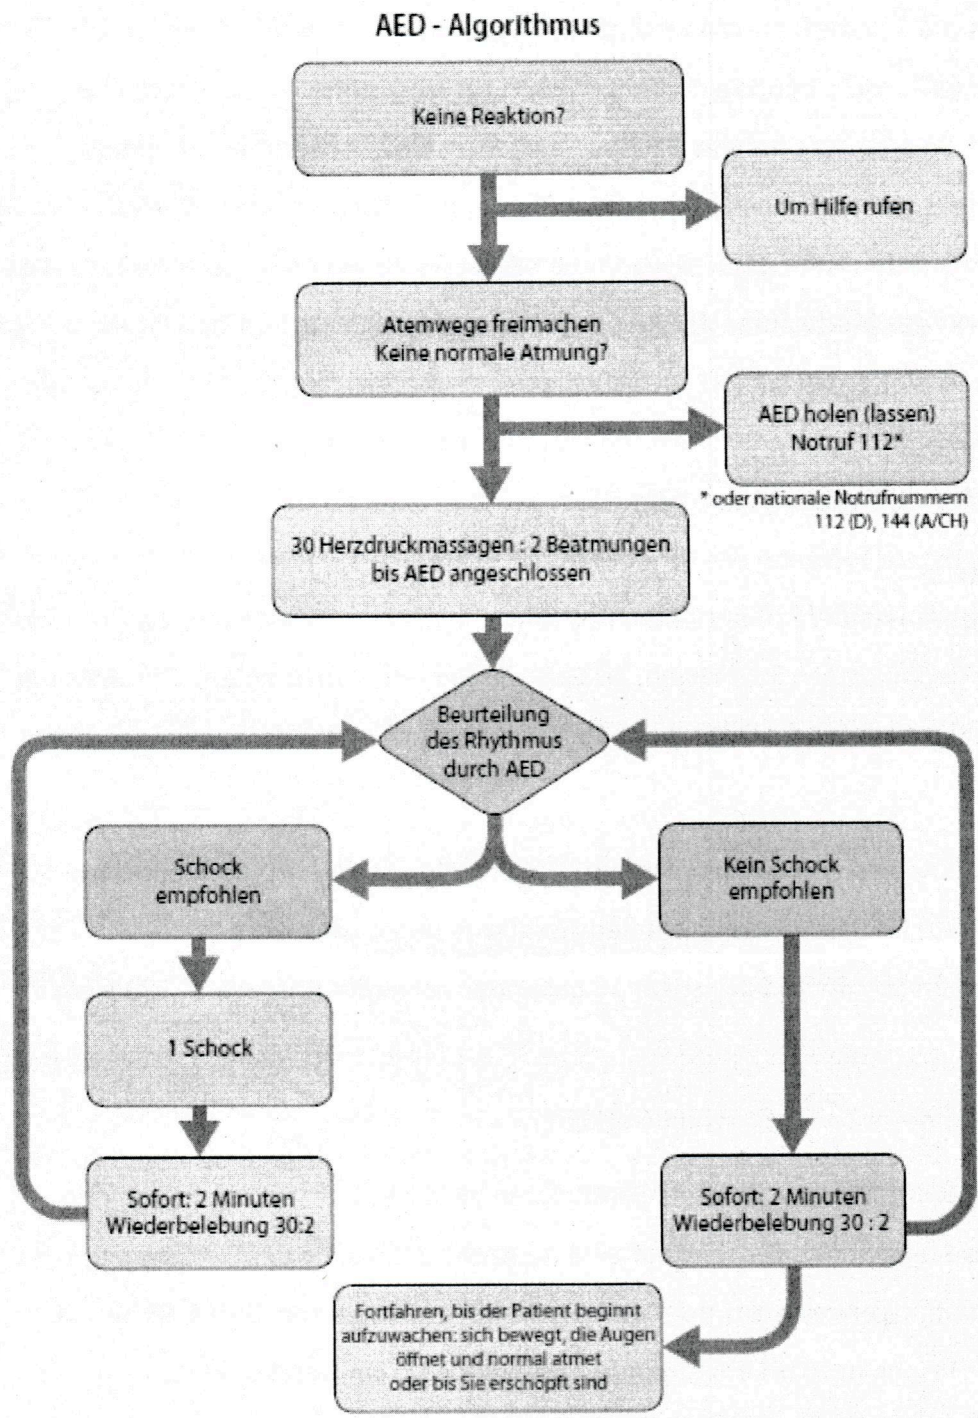 AED - Algorithmus
Keine Reaktion?
Um Hilfe rufen
Atemwege freimachen
Keine normale Atmung?
AED holen (lassen)
Notruf 112*
* oder nationale Notrufnummern
112 (D), 144 (A/CH)
30 Herzdruckmassagen : 2 Beatmungen
bis AED angeschlossen
Beurteilung
des Rhythmus
durch AED
Schock
empfohlen
Kein Schock
empfohlen
1 Schock
Sofort: 2 Minuten
Wiederbelebung 30:2
Sofort: 2 Minuten
Wiederbelebung 30 : 2
Fortfahren, bis der Patient beginnt
aufzuwachen: sich bewegt, die Augen
öffnet und normal atmet
oder bis Sie erschöpft sind